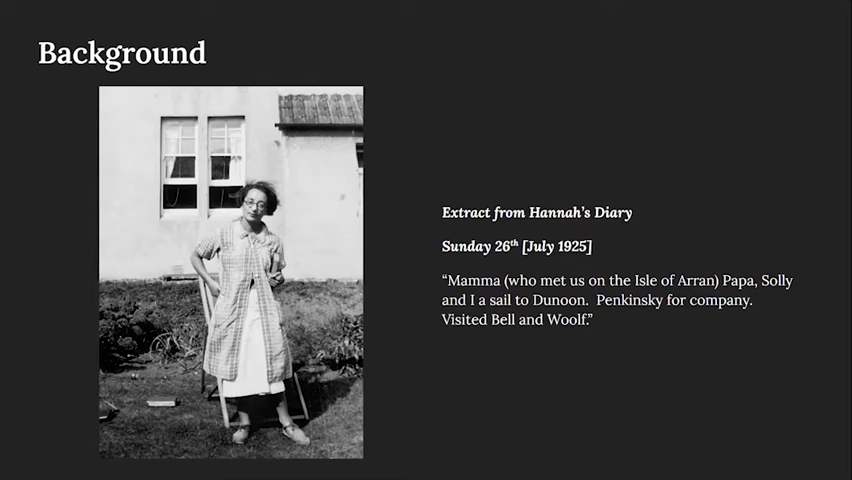 Background
Extract from Hannah's Diary
Sunday 26th [July 1925]
“Mamma (who met us on the Isle of Arran) Papa, Solly
and I a sail to Dunoon.  Penkinsky for company.
Visited Bell and Woolf.”